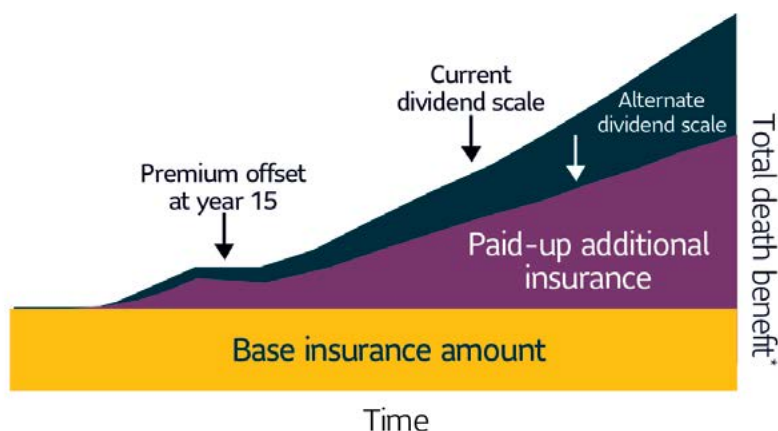 Current
dividend scale
Alternate
dividend scale
Premium offset
at year 15
Paid-up additional
insurance
Base insurance amount
Total death benefit*
Time